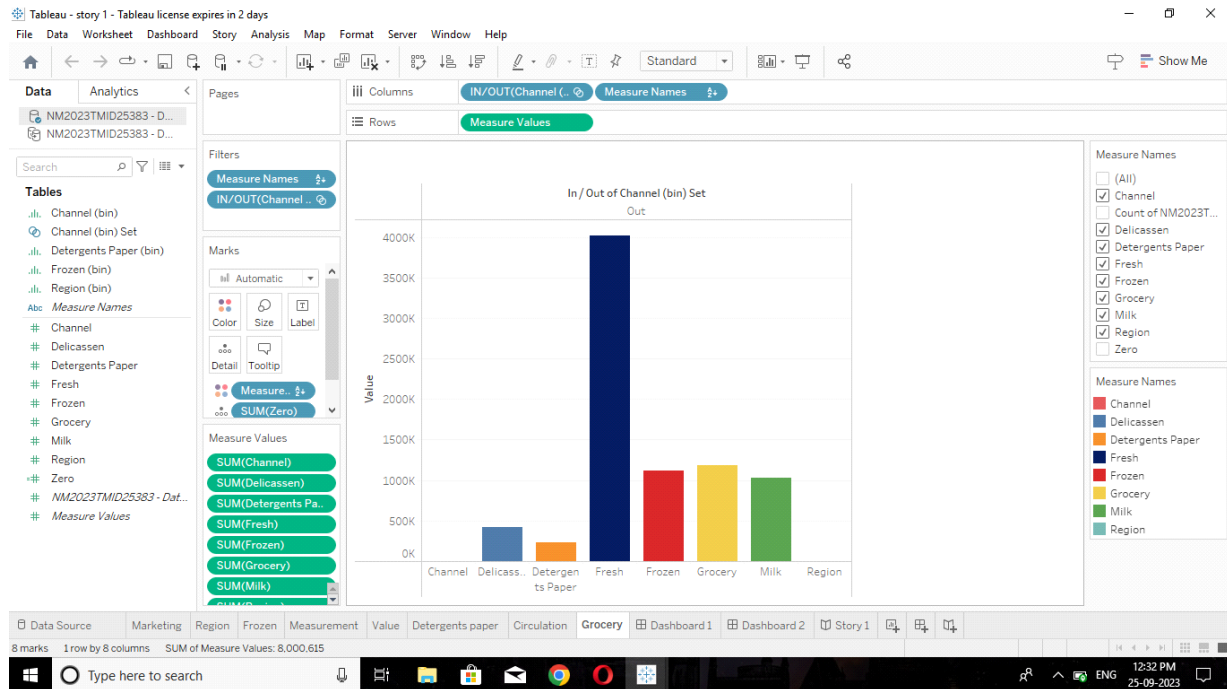 Tableau - story 1 - Tableau license expires in 2 days
File Data Worksheet Dashboard Story Analysis Map Format Server Window Help
Standard
Show Me
Data Analytics
NM2023TMID25383 - D...
NM2023TMID25383 - D...
Search
Tables
Channel (bin)
Channel (bin) Set
Detergents Paper (bin)
Frozen (bin)
Region (bin)
Abc Measure Names
# Channel
# Delicassen
# Detergents Paper
# Fresh
# Frozen
# Grocery
# Milk
# Region
=# Zero
# NM2023TMID25383 - Dat...
# Measure Values
Pages
Filters
Measure Names
IN/OUT(Channel ..
Marks
Automatic
Color Size Label
Detail Tooltip
Measure..
SUM(Zero)
Measure Values
SUM(Channel)
SUM(Delicassen)
SUM(Detergents Pa..
SUM(Fresh)
SUM(Frozen)
SUM(Grocery)
SUM(Milk)
Columns
IN/OUT(Channel (..
Measure Names
Rows
Measure Values
In / Out of Channel (bin) Set
Out
Value
4000K
3500K
3000K
2500K
2000K
1500K
1000K
500K
0K
Channel Delicass.. Detergen Fresh Frozen Grocery Milk Region
ts Paper
Measure Names
(All)
Channel
Count of NM2023T...
Delicassen
Detergents Paper
Fresh
Frozen
Grocery
Milk
Region
Zero
Measure Names
Channel
Delicassen
Detergents Paper
Fresh
Frozen
Grocery
Milk
Region
Data Source Marketing Region Frozen Measurement Value Detergents paper Circulation Grocery Dashboard 1 Dashboard 2 Story 1
8 marks 1 row by 8 columns SUM of Measure Values: 8,000,615
Type here to search
ENG
12:32 PM
25-09-2023